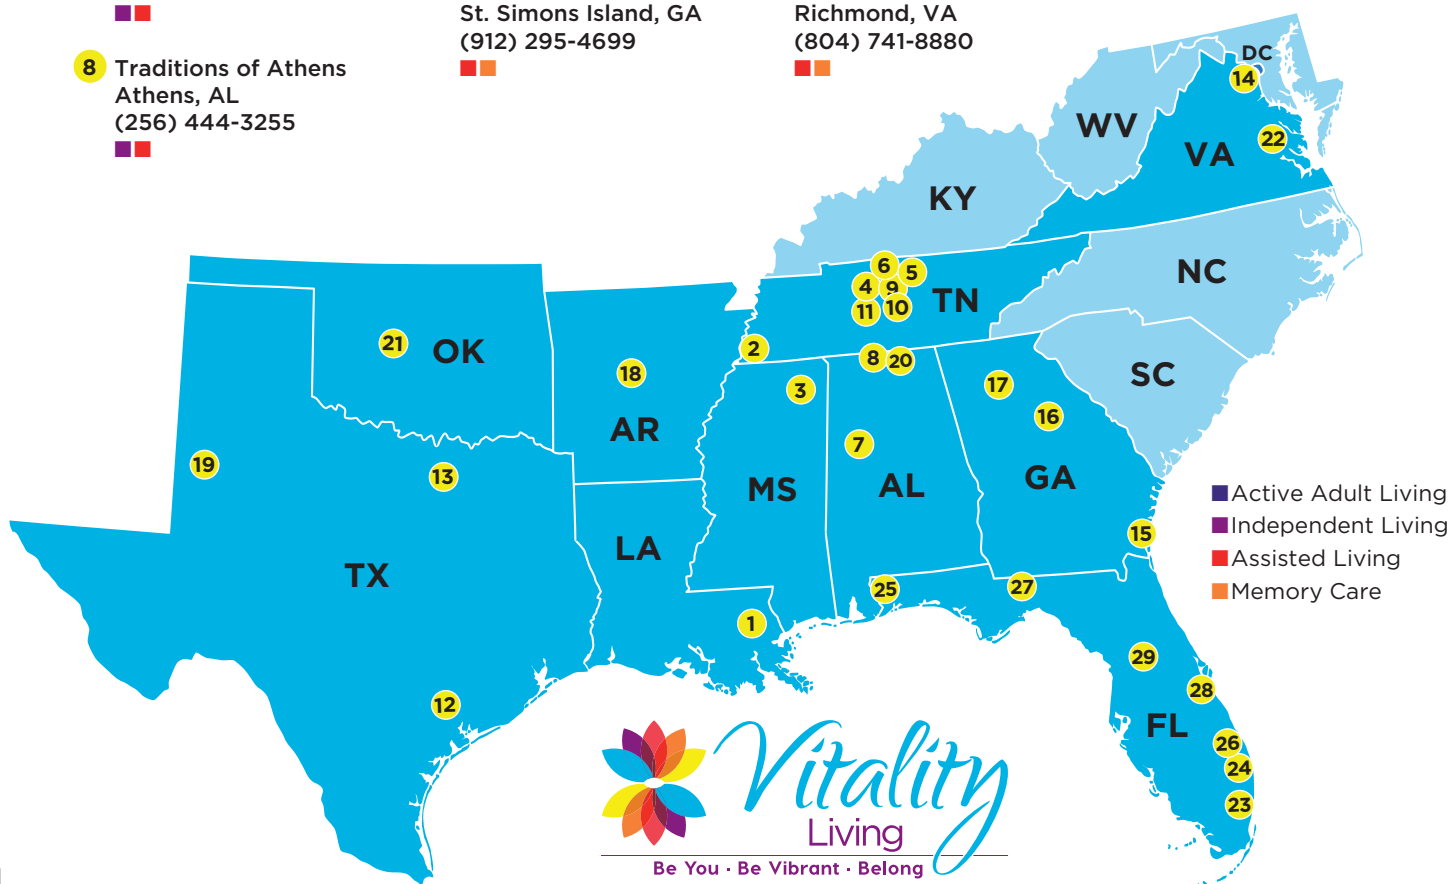 8 Traditions of Athens
Athens, AL
(256) 444-3255
St. Simons Island, GA
(912) 295-4699
Richmond, VA
(804) 741-8880
DC
14
WV
VA
22
KY
NC
6
5
4
9
TN
11
10
SC
2
8
20
3
17
16
7
21
OK
18
AR
19
13
MS
AL
GA
LA
TX
15
25
27
1
12
29
28
FL
26
24
23
Active Adult Living
Independent Living
Assisted Living
Memory Care
Vitality
Living
Be You · Be Vibrant · Belong